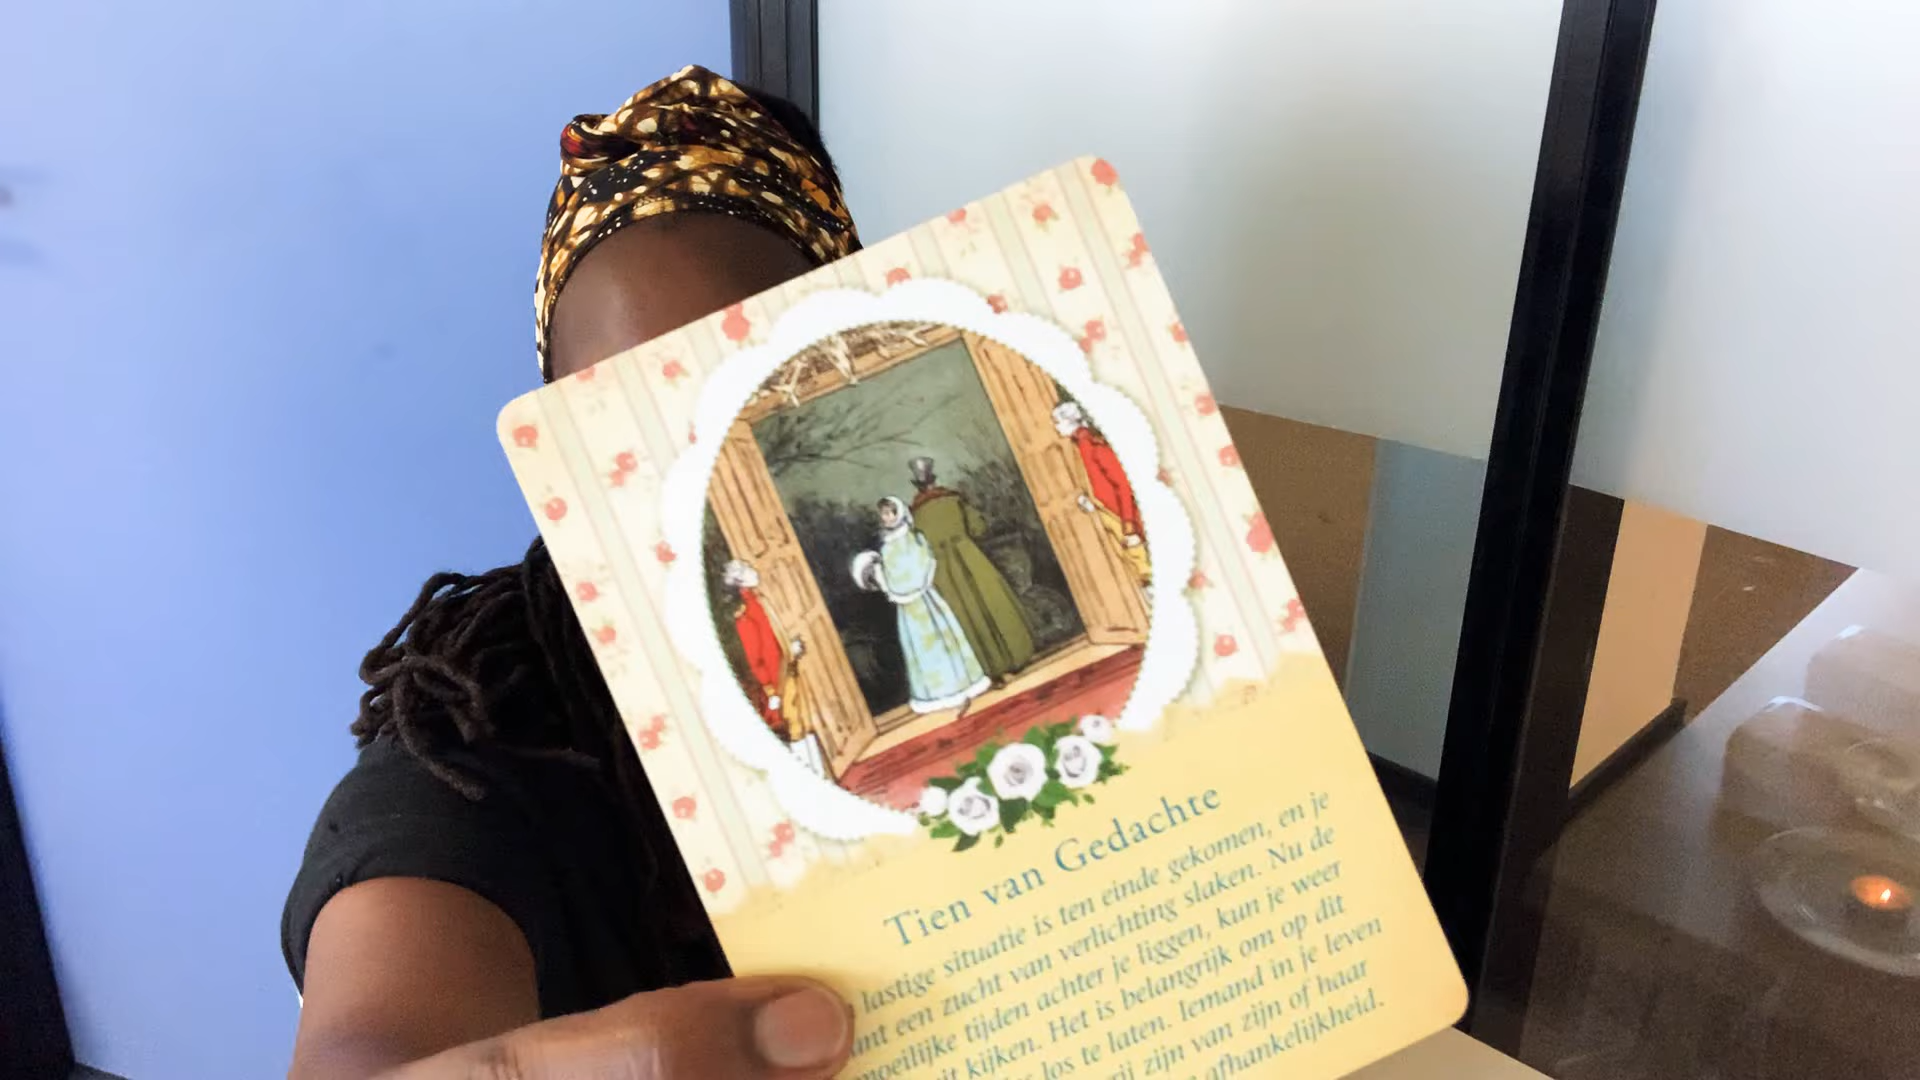 Tien van Gedachte
lastige situatie is ten einde gekomen, en je
een zucht van verlichting slaken. Nu de
moeilijke tijden achter je liggen, kun je weer
kijken. Het is belangrijk om op dit
los te laten. Iemand in je leven
zijn van zijn of haar
afhankelijkheid.